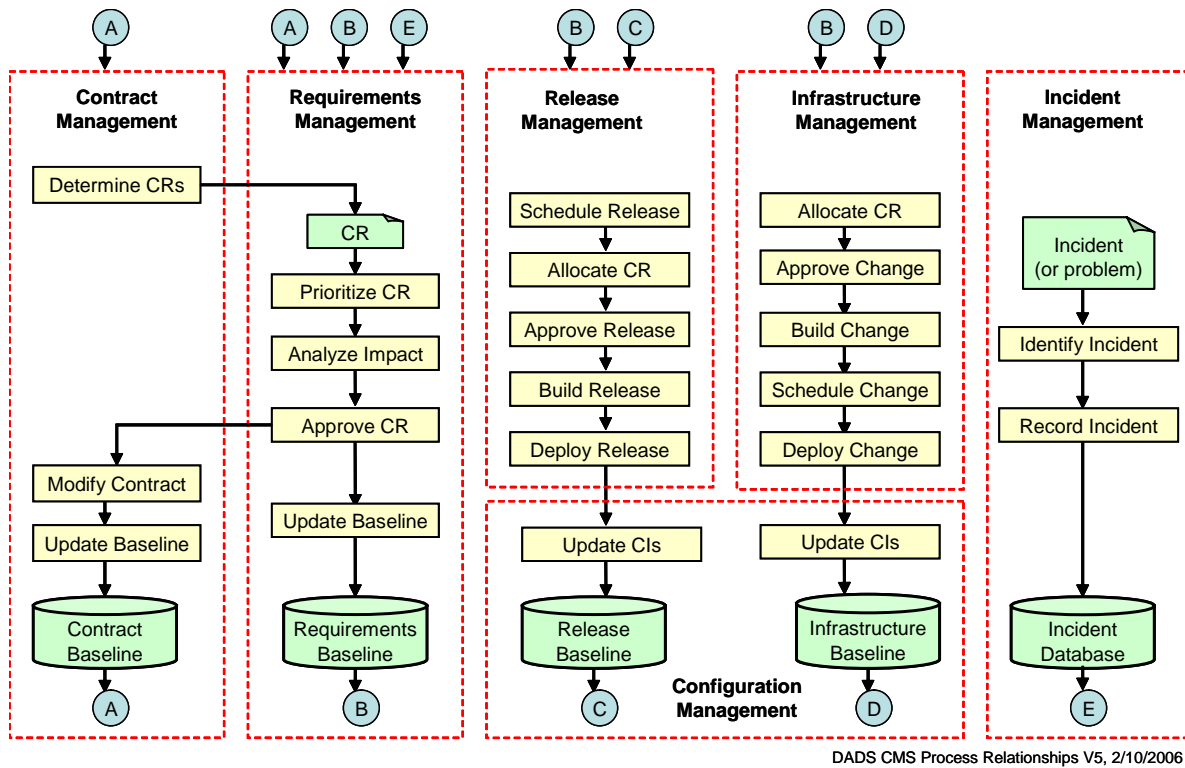 A
A
B
E
B
C
B
D
Contract
Management
Requirements
Management
Release
Management
Infrastructure
Management
Incident
Management
Determine CRs
CR
Prioritize CR
Analyze Impact
Approve CR
Modify Contract
Update Baseline
Update Baseline
Contract
Baseline
Requirements
Baseline
A
B
Schedule Release
Allocate CR
Approve Release
Build Release
Deploy Release
Update CIs
Release
Baseline
C
Allocate CR
Approve Change
Build Change
Schedule Change
Deploy Change
Update CIs
Infrastructure
Baseline
D
Configuration
Management
Incident
(or problem)
Identify Incident
Record Incident
Incident
Database
E
DADS CMS Process Relationships V5, 2/10/2006